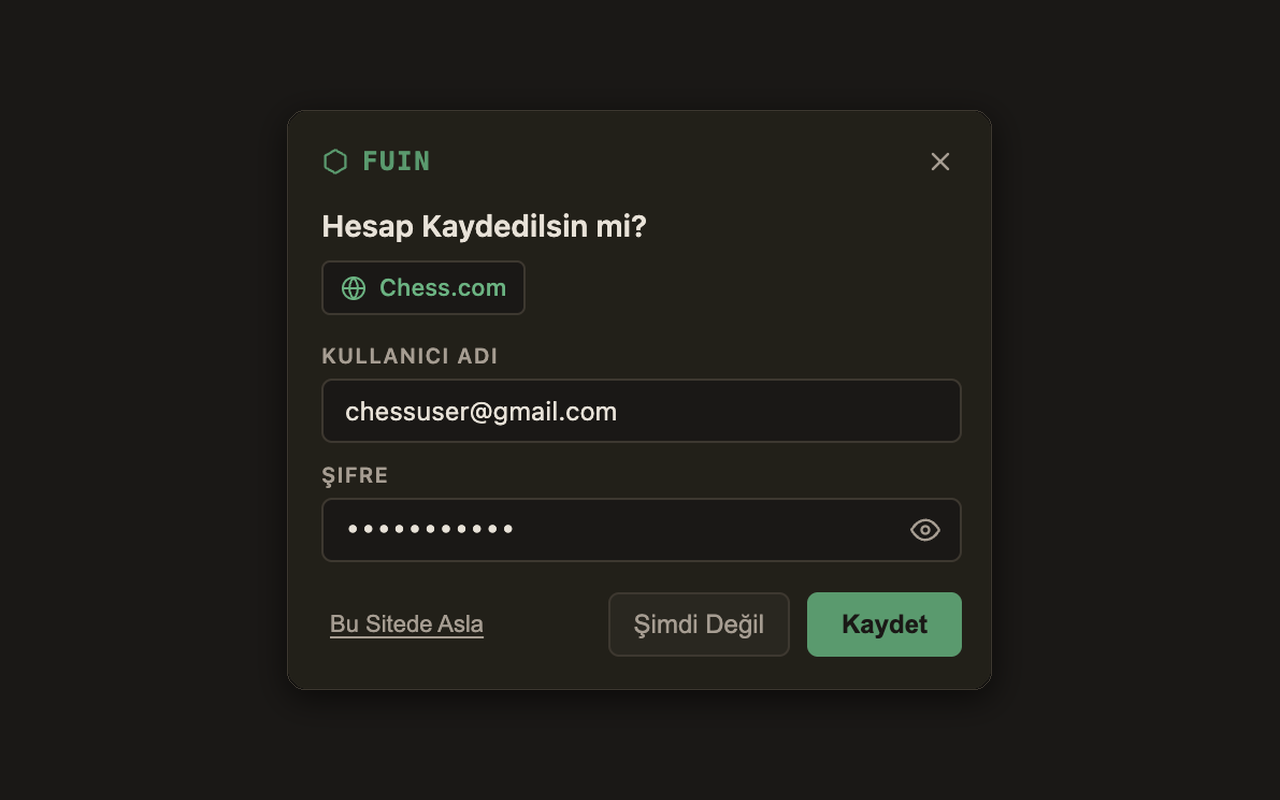 FUIN
Hesap Kaydedilsin mi?
Chess.com
KULLANICI ADI
chessuser@gmail.com
ŞIFRE
•••••••••••
Bu Sitede Asla
Şimdi Değil
Kaydet